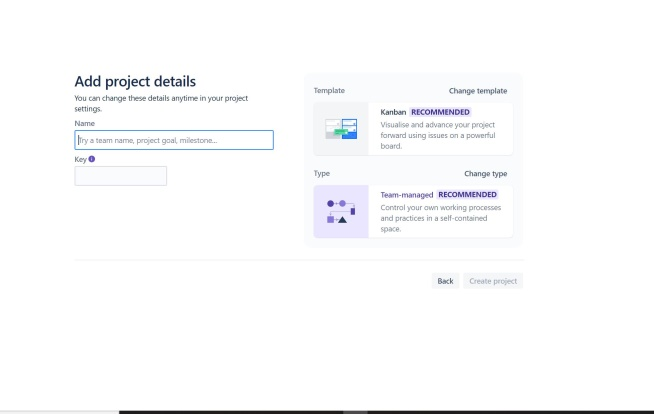 Add project details
You can change these details anytime in your project
settings.
Name
Try a team name, project goal, milestone...
Key
Template
Change template
Kanban RECOMMENDED
Visualise and advance your project
forward using issues on a powerful
board.
Type
Change type
Team-managed RECOMMENDED
Control your own working processes
and practices in a self-contained
space.
Back
Create project